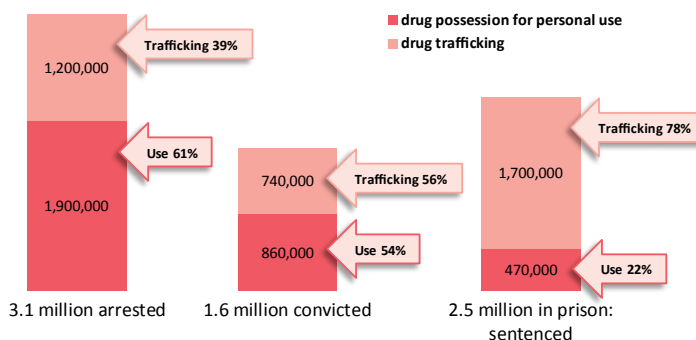 drug possession for personal use
drug trafficking
Trafficking 39%
1,200,000
Use 61%
1,900,000
3.1 million arrested
Trafficking 56%
740,000
Use 54%
860,000
1.6 million convicted
Trafficking 78%
1,700,000
Use 22%
470,000
2.5 million in prison:
sentenced